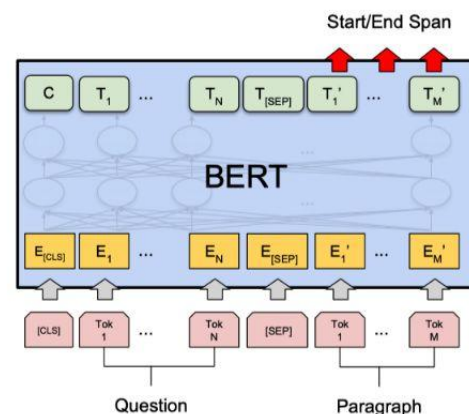 Start/End Span
C T1 ... TN T[SEP] T1' ... TM'
...
BERT
...
E[CLS] E1 ... EN E[SEP] E1' ... EM'
[CLS] Tok 1 ... Tok N [SEP] Tok 1 ... Tok M
Question Paragraph